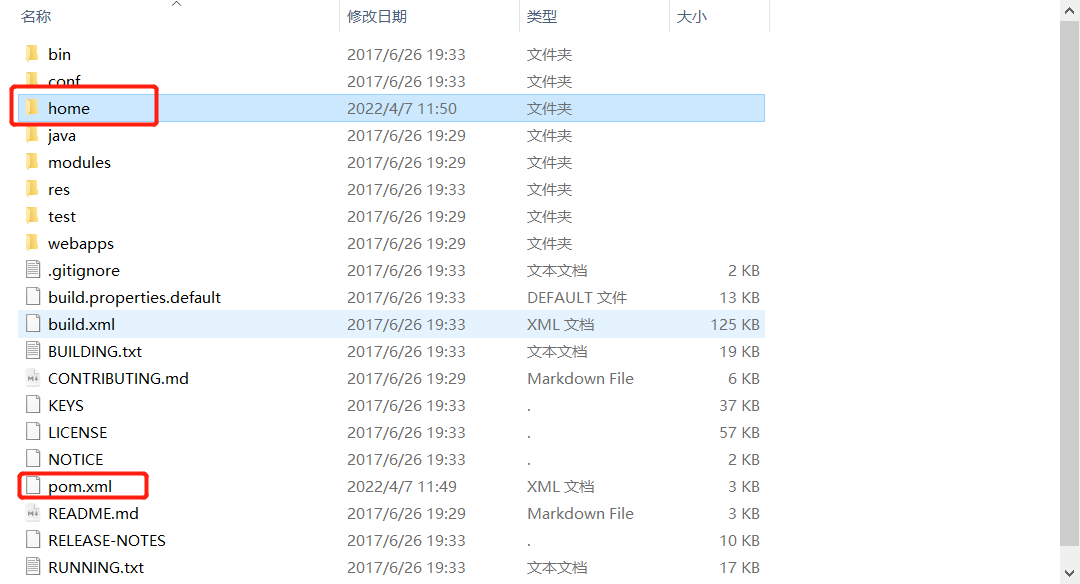 名称 修改日期 类型 大小
bin 2017/6/26 19:33 文件夹
conf 2017/6/26 19:33 文件夹
home 2022/4/7 11:50 文件夹
java 2017/6/26 19:29 文件夹
modules 2017/6/26 19:29 文件夹
res 2017/6/26 19:33 文件夹
test 2017/6/26 19:29 文件夹
webapps 2017/6/26 19:29 文件夹
.gitignore 2017/6/26 19:33 文本文档 2 KB
build.properties.default 2017/6/26 19:33 DEFAULT 文件 13 KB
build.xml 2017/6/26 19:33 XML 文档 125 KB
BUILDING.txt 2017/6/26 19:33 文本文档 19 KB
CONTRIBUTING.md 2017/6/26 19:29 Markdown File 6 KB
KEYS 2017/6/26 19:33 . 37 KB
LICENSE 2017/6/26 19:33 . 57 KB
NOTICE 2017/6/26 19:33 . 2 KB
pom.xml 2022/4/7 11:49 XML 文档 3 KB
README.md 2017/6/26 19:29 Markdown File 3 KB
RELEASE-NOTES 2017/6/26 19:33 . 10 KB
RUNNING.txt 2017/6/26 19:33 文本文档 17 KB